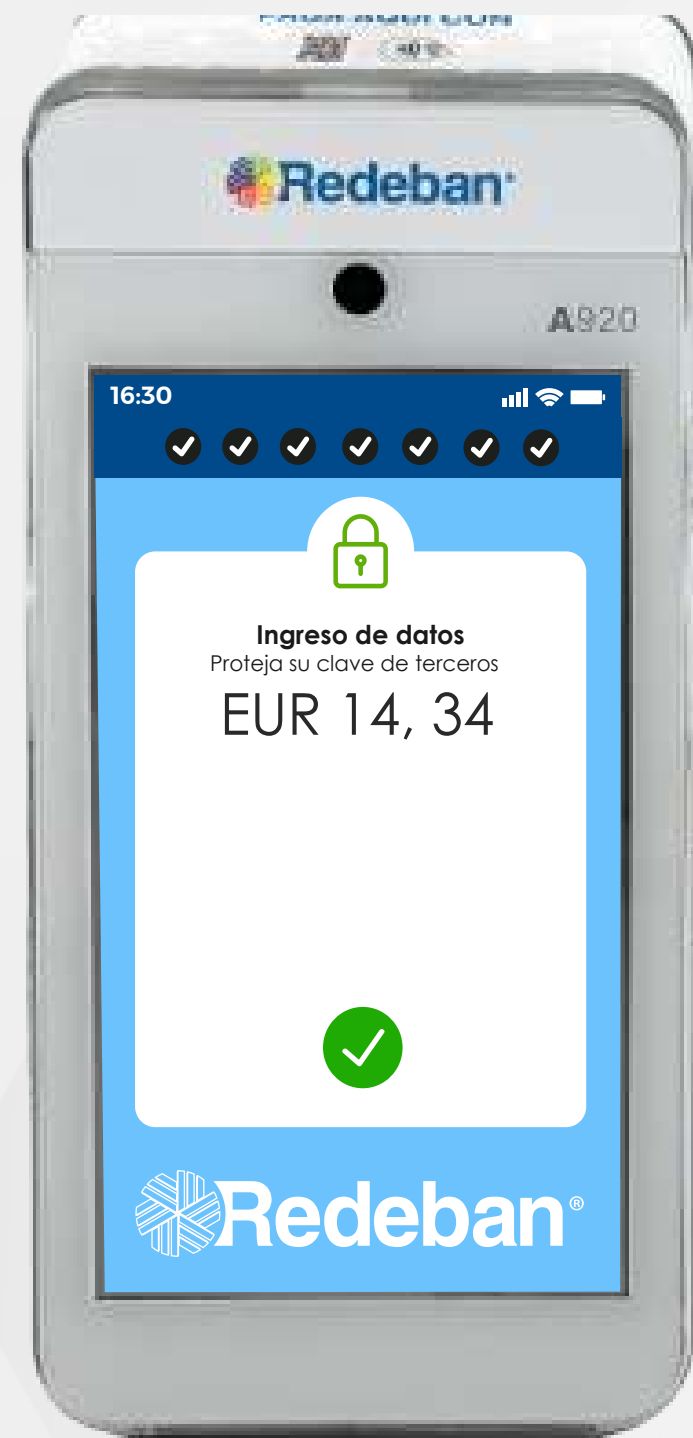 Redeban
A920
16:30
Ingreso de datos
Proteja su clave de terceros
EUR 14, 34
Redeban®